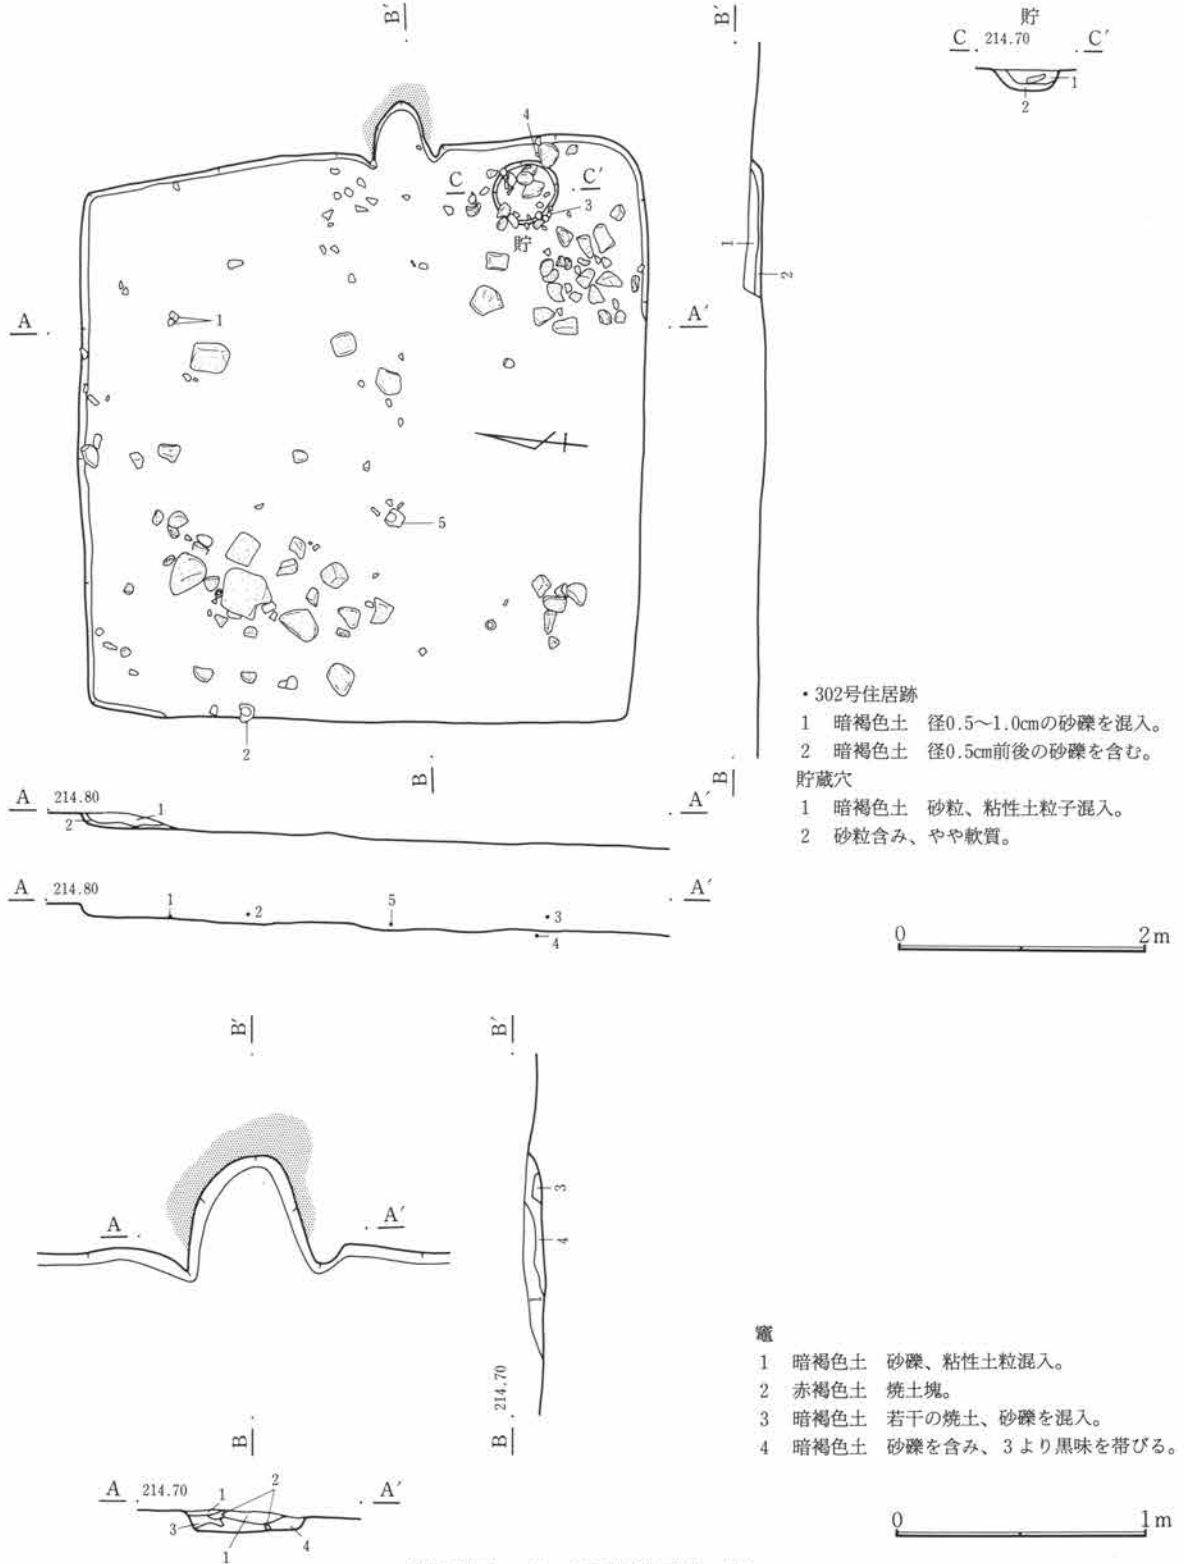 B′
B′
貯
C 214.70 C′
1
2
4
C C′
3
貯
1
2
A A′
1
5
2
B
B
・302号住居跡
1 暗褐色土 径0.5～1.0cmの砂礫を混入。
2 暗褐色土 径0.5cm前後の砂礫を含む。
貯蔵穴
1 暗褐色土 砂粒、粘性土粒子混入。
2 砂粒含み、やや軟質。
A 214.80 1 A′
2
A 214.80 1 2 5 3 A′
4
0 2m
B′
B′
3
A A′
4
1
B
B 214.70
竈
1 暗褐色土 砂礫、粘性土粒混入。
2 赤褐色土 焼土塊。
3 暗褐色土 若干の焼土、砂礫を混入。
4 暗褐色土 砂礫を含み、3より黒味を帯びる。
A 214.70 1 2 A′
3 4
1
0 1m